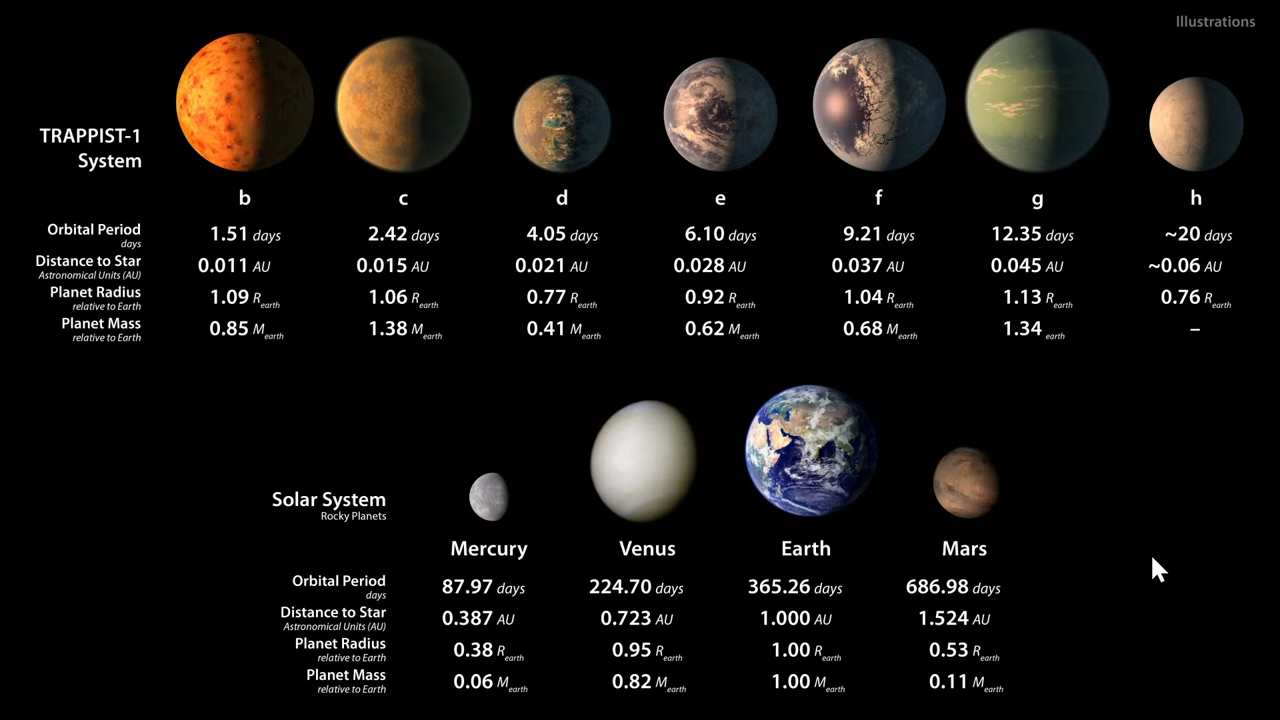 Illustrations
TRAPPIST-1
System
b c d e f g h
Orbital Period 1.51 days 2.42 days 4.05 days 6.10 days 9.21 days 12.35 days ~20 days
days
Distance to Star 0.011 AU 0.015 AU 0.021 AU 0.028 AU 0.037 AU 0.045 AU ~0.06 AU
Astronomical Units (AU)
Planet Radius 1.09 Rearth 1.06 Rearth 0.77 Rearth 0.92 Rearth 1.04 Rearth 1.13 Rearth 0.76 Rearth
relative to Earth
Planet Mass 0.85 Mearth 1.38 Mearth 0.41 Mearth 0.62 Mearth 0.68 Mearth 1.34 earth –
relative to Earth
Solar System
Rocky Planets
Mercury Venus Earth Mars
Orbital Period 87.97 days 224.70 days 365.26 days 686.98 days
days
Distance to Star 0.387 AU 0.723 AU 1.000 AU 1.524 AU
Astronomical Units (AU)
Planet Radius 0.38 Rearth 0.95 Rearth 1.00 Rearth 0.53 Rearth
relative to Earth
Planet Mass 0.06 Mearth 0.82 Mearth 1.00 Mearth 0.11 Mearth
relative to Earth